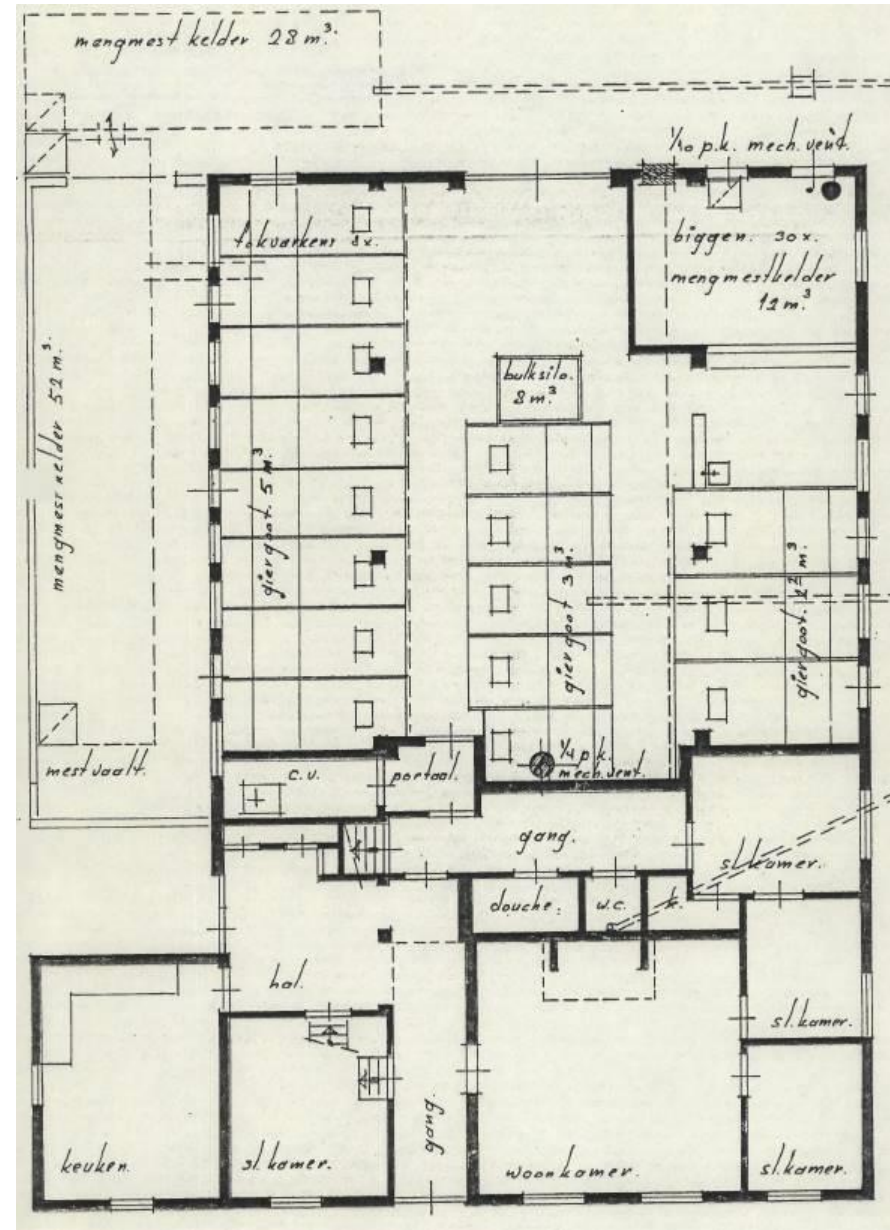 mengmest kelder 28 m³.
1/10 p.k. mech. vent.
fokvarkens 8x.
biggen. 30x.
mengmestkelder
12 m³
mengmest kelder 52 m³.
bulksilo.
8 m³.
giergoot. 5 m³
giergoot 3 m³.
giergoot. m³
mestvaalt.
c.v.
portaal.
1/4 p.k.
mech. vent.
gang.
sl. kamer.
douche.
w.c.
k.
hal.
sl. kamer.
keuken.
sl. kamer.
gang.
woonkamer.
sl. kamer.